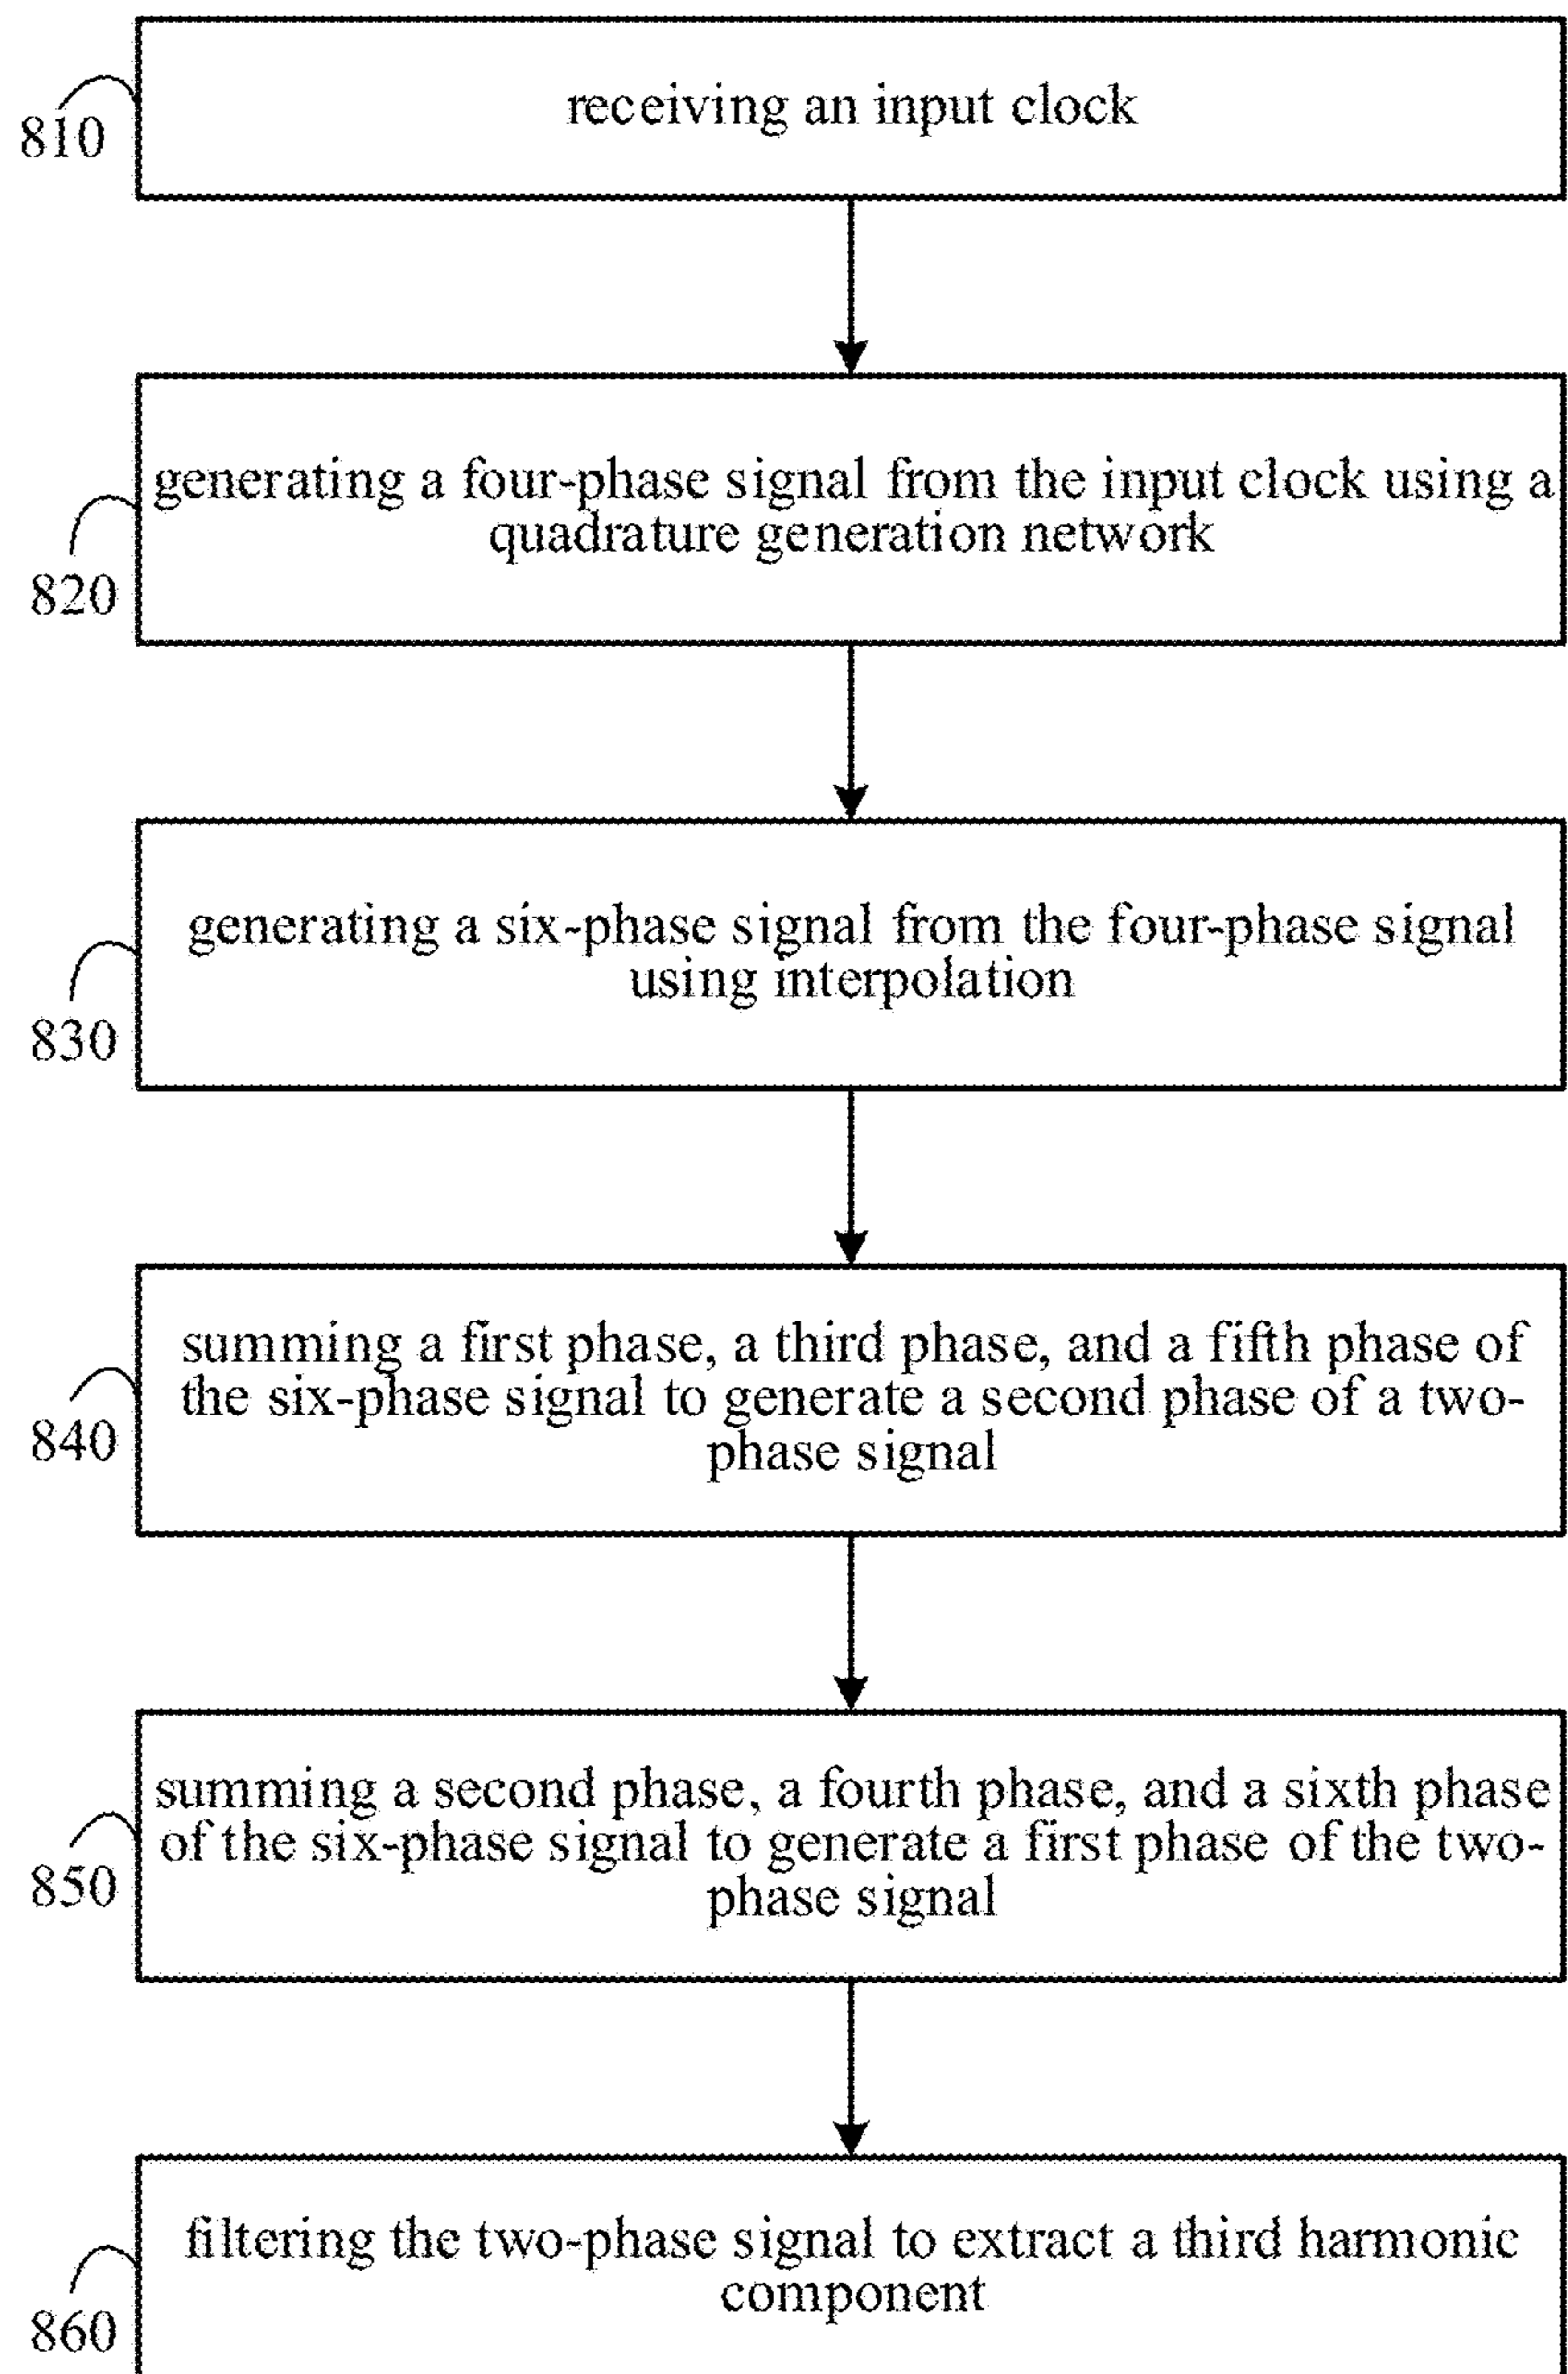 receiving an input clock
810
generating a four-phase signal from the input clock using a
quadrature generation network
820
generating a six-phase signal from the four-phase signal
using interpolation
830
summing a first phase, a third phase, and a fifth phase of
the six-phase signal to generate a second phase of a two-
phase signal
840
summing a second phase, a fourth phase, and a sixth phase
of the six-phase signal to generate a first phase of the two-
phase signal
850
filtering the two-phase signal to extract a third harmonic
component
860